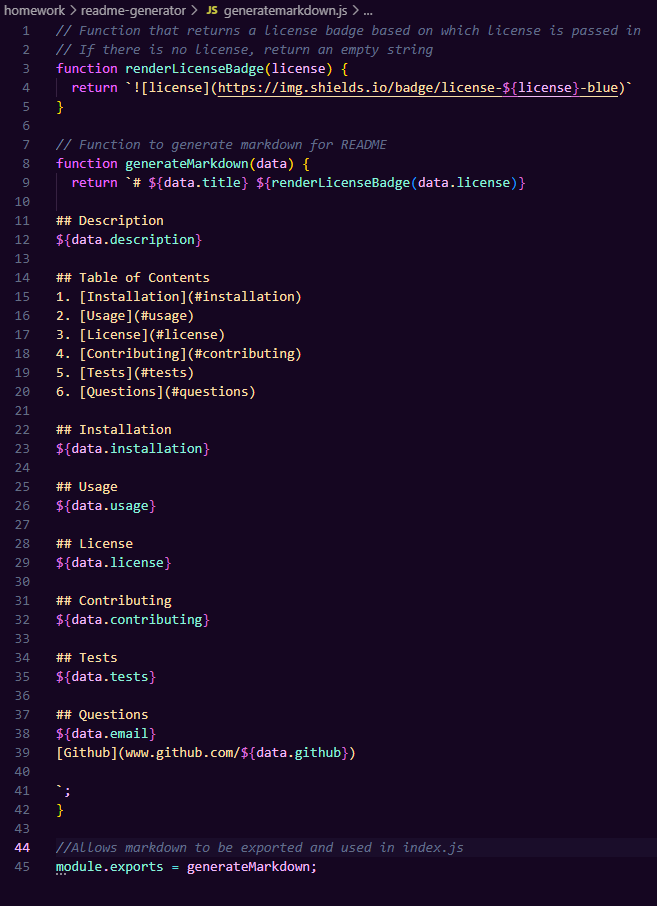 homework > readme-generator > JS generatemarkdown.js > ...
1 // Function that returns a license badge based on which license is passed in
2 // If there is no license, return an empty string
3 function renderLicenseBadge(license) {
4   return `![license](https://img.shields.io/badge/license-${license}-blue)`
5 }
6
7 // Function to generate markdown for README
8 function generateMarkdown(data) {
9   return `# ${data.title} ${renderLicenseBadge(data.license)}
10
11 ## Description
12 ${data.description}
13
14 ## Table of Contents
15 1. [Installation](#installation)
16 2. [Usage](#usage)
17 3. [License](#license)
18 4. [Contributing](#contributing)
19 5. [Tests](#tests)
20 6. [Questions](#questions)
21
22 ## Installation
23 ${data.installation}
24
25 ## Usage
26 ${data.usage}
27
28 ## License
29 ${data.license}
30
31 ## Contributing
32 ${data.contributing}
33
34 ## Tests
35 ${data.tests}
36
37 ## Questions
38 ${data.email}
39 [Github](www.github.com/${data.github})
40
41 `;
42 }
43
44 //Allows markdown to be exported and used in index.js
45 module.exports = generateMarkdown;